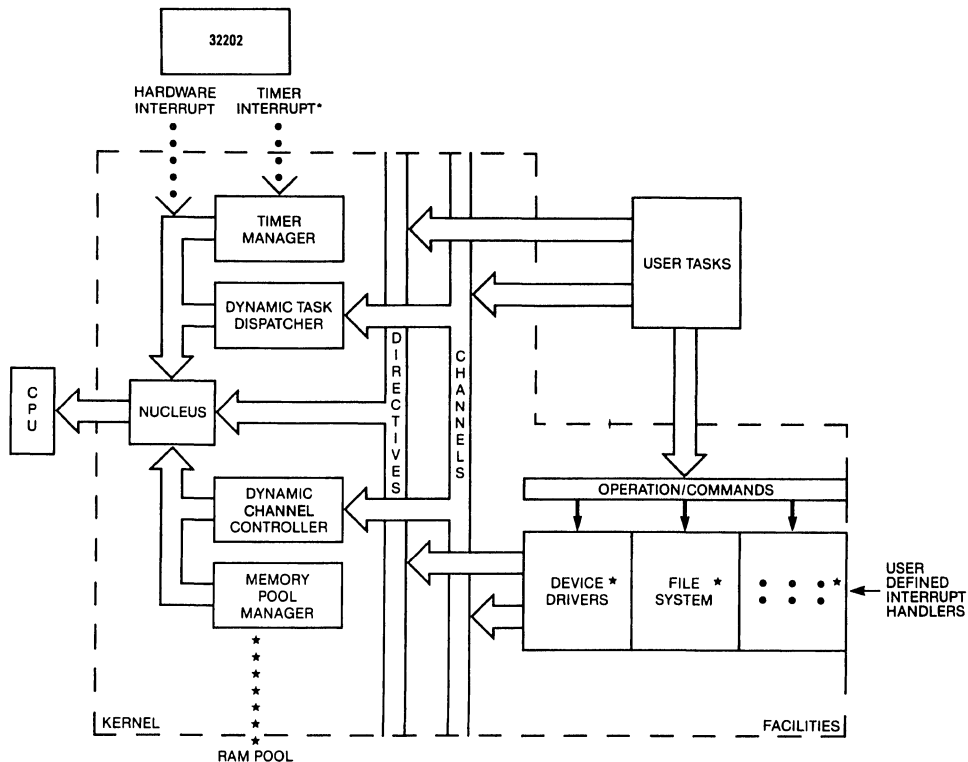 32202
HARDWARE
INTERRUPT
TIMER
INTERRUPT*
TIMER
MANAGER
USER TASKS
DYNAMIC TASK
DISPATCHER
DIRECTIVES
CHANNELS
CPU
NUCLEUS
OPERATION/COMMANDS
DYNAMIC
CHANNEL
CONTROLLER
DEVICE★
DRIVERS
FILE ★
SYSTEM
★
USER
DEFINED
INTERRUPT
HANDLERS
MEMORY
POOL
MANAGER
KERNEL
FACILITIES
RAM POOL